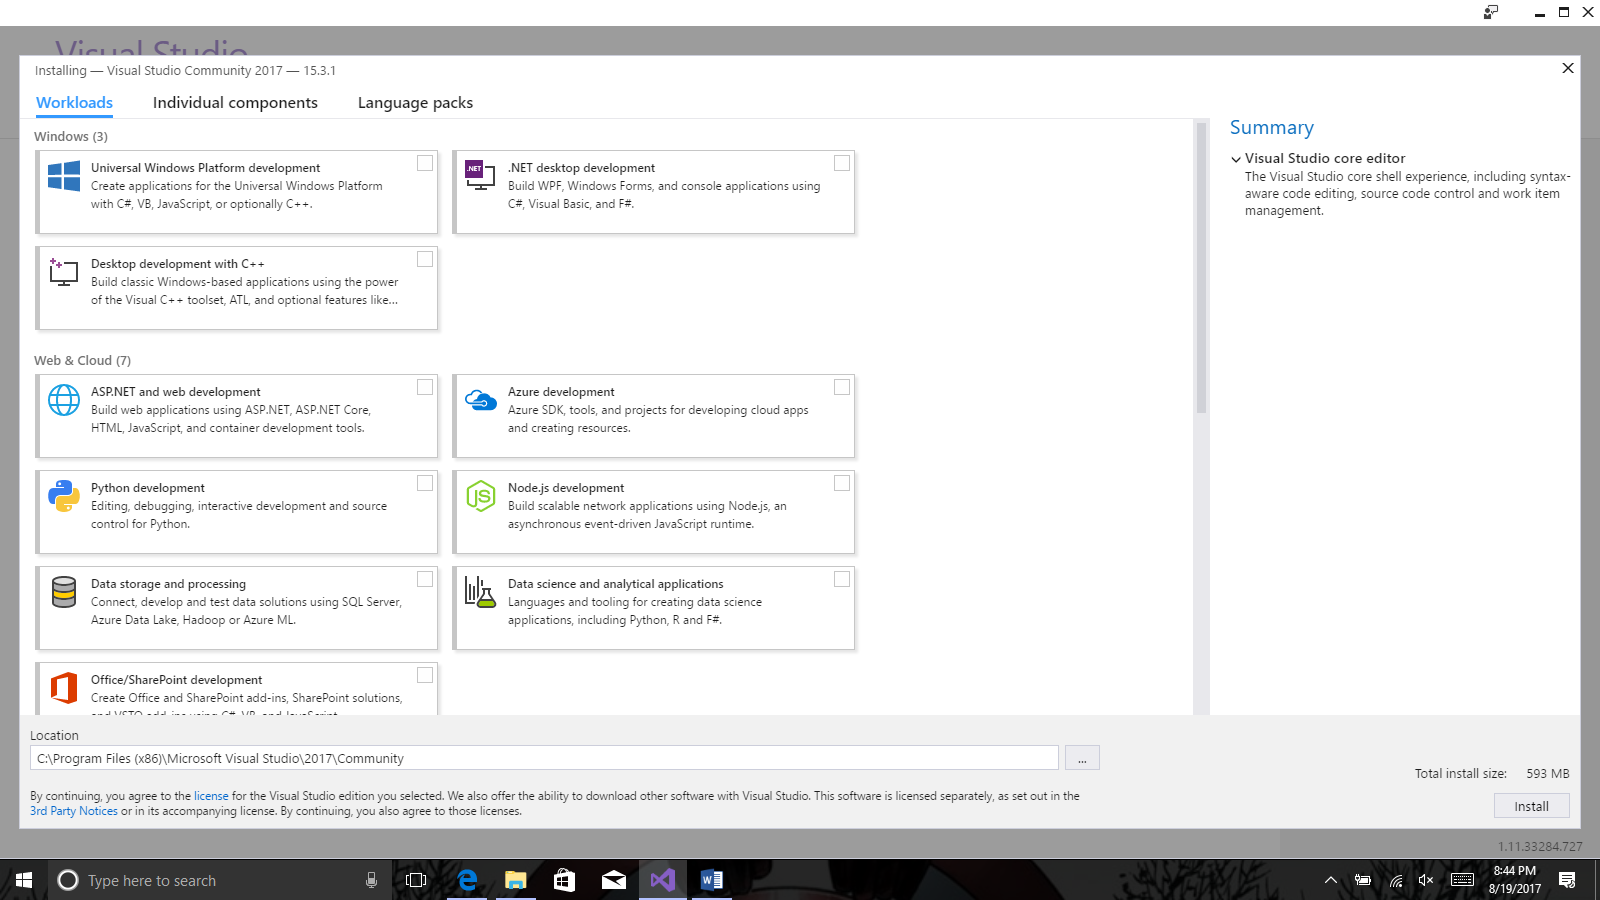 Visual Studio
Installing — Visual Studio Community 2017 — 15.3.1
Workloads Individual components Language packs
Windows (3)
Universal Windows Platform development
Create applications for the Universal Windows Platform
with C#, VB, JavaScript, or optionally C++.
.NET
.NET desktop development
Build WPF, Windows Forms, and console applications using
C#, Visual Basic, and F#.
Desktop development with C++
Build classic Windows-based applications using the power
of the Visual C++ toolset, ATL, and optional features like...
Web & Cloud (7)
ASP.NET and web development
Build web applications using ASP.NET, ASP.NET Core,
HTML, JavaScript, and container development tools.
Azure development
Azure SDK, tools, and projects for developing cloud apps
and creating resources.
Python development
Editing, debugging, interactive development and source
control for Python.
JS
Node.js development
Build scalable network applications using Node.js, an
asynchronous event-driven JavaScript runtime.
Data storage and processing
Connect, develop and test data solutions using SQL Server,
Azure Data Lake, Hadoop or Azure ML.
Data science and analytical applications
Languages and tooling for creating data science
applications, including Python, R and F#.
Office/SharePoint development
Create Office and SharePoint add-ins, SharePoint solutions,
and VSTO add-ins using C#, VB, and JavaScript
Summary
Visual Studio core editor
The Visual Studio core shell experience, including syntax-
aware code editing, source code control and work item
management.
Location
C:\Program Files (x86)\Microsoft Visual Studio\2017\Community
...
Total install size: 593 MB
By continuing, you agree to the license for the Visual Studio edition you selected. We also offer the ability to download other software with Visual Studio. This software is licensed separately, as set out in the
3rd Party Notices or in its accompanying license. By continuing, you also agree to those licenses.
Install
1.11.33284.727
Type here to search
W
8:44 PM
8/19/2017